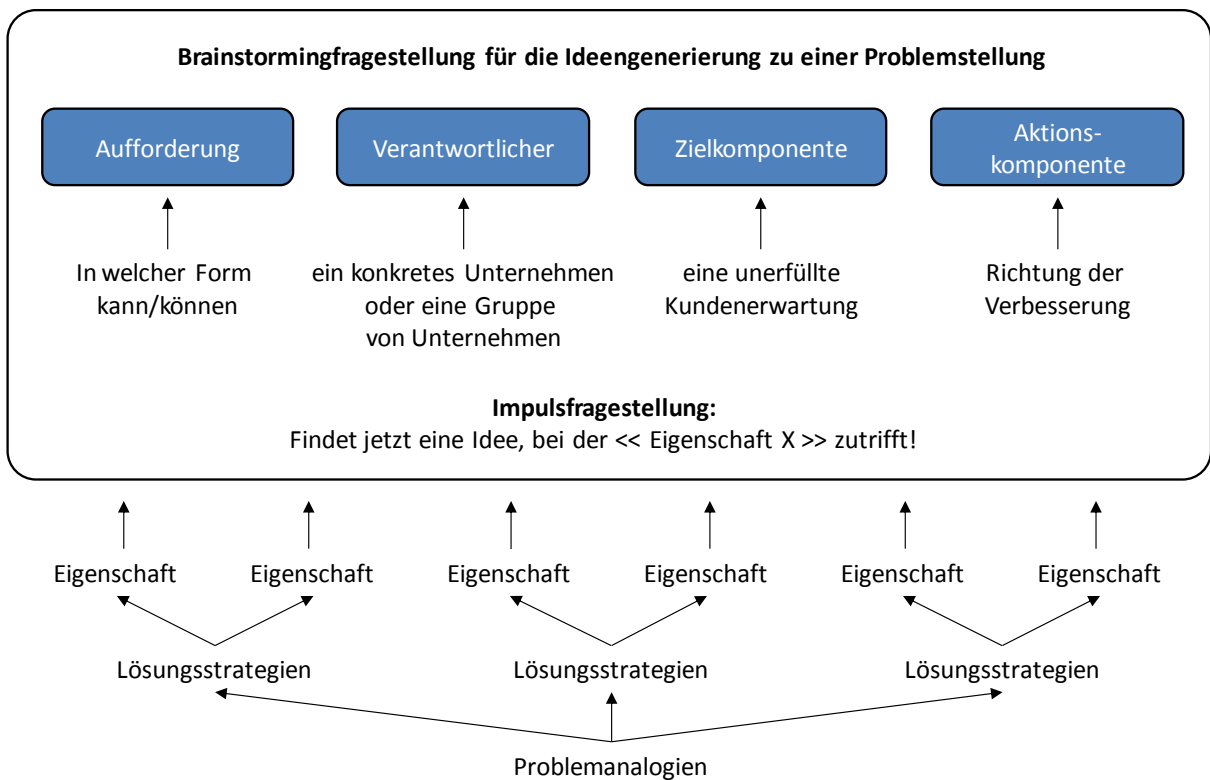 Brainstormingfragestellung für die Ideengenerierung zu einer Problemstellung
Aufforderung
Verantwortlicher
Zielkomponente
Aktions-
komponente
In welcher Form
kann/können
ein konkretes Unternehmen
oder eine Gruppe
von Unternehmen
eine unerfüllte
Kundenerwartung
Richtung der
Verbesserung
Impulsfragestellung:
Findet jetzt eine Idee, bei der << Eigenschaft X >> zutrifft!
Eigenschaft
Eigenschaft
Eigenschaft
Eigenschaft
Eigenschaft
Eigenschaft
Lösungsstrategien
Lösungsstrategien
Lösungsstrategien
Problemanalogien